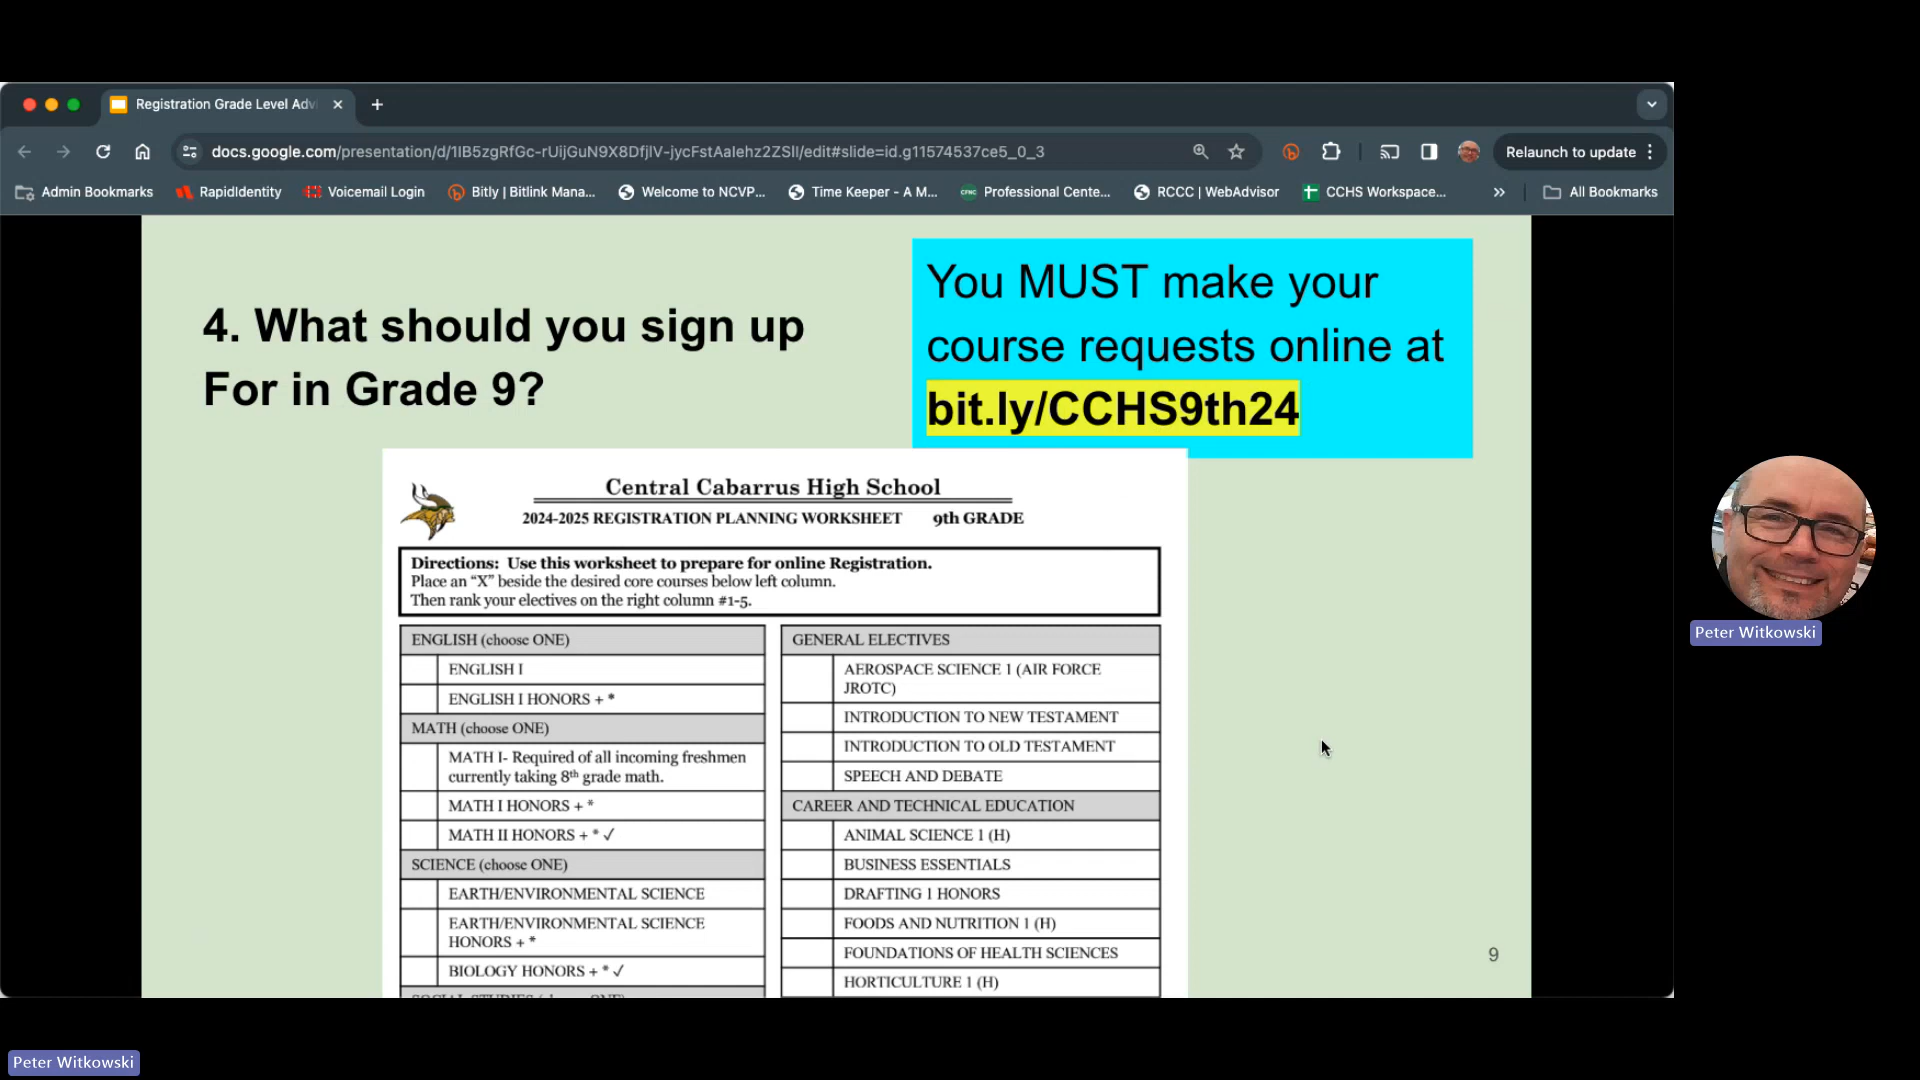 Registration Grade Level Advi
docs.google.com/presentation/d/1IB5zgRfGc-rUijGuN9X8DfjlV-jycFstAaIehz2ZSlI/edit#slide=id.g11574537ce5_0_3
Relaunch to update
Admin Bookmarks
RapidIdentity
Voicemail Login
Bitly | Bitlink Mana...
Welcome to NCVP...
Time Keeper - A M...
CFNC
Professional Cente...
RCCC | WebAdvisor
CCHS Workspace...
»
All Bookmarks
4. What should you sign up
For in Grade 9?
You MUST make your
course requests online at
bit.ly/CCHS9th24
Central Cabarrus High School
2024-2025 REGISTRATION PLANNING WORKSHEET 9th GRADE
Directions: Use this worksheet to prepare for online Registration.
Place an “X” beside the desired core courses below left column.
Then rank your electives on the right column #1-5.
ENGLISH (choose ONE)
ENGLISH I
ENGLISH I HONORS + *
MATH (choose ONE)
MATH I- Required of all incoming freshmen
currently taking 8th grade math.
MATH I HONORS + *
MATH II HONORS + * ✓
SCIENCE (choose ONE)
EARTH/ENVIRONMENTAL SCIENCE
EARTH/ENVIRONMENTAL SCIENCE
HONORS + *
BIOLOGY HONORS + * ✓
SOCIAL STUDIES (choose ONE)
GENERAL ELECTIVES
AEROSPACE SCIENCE 1 (AIR FORCE
JROTC)
INTRODUCTION TO NEW TESTAMENT
INTRODUCTION TO OLD TESTAMENT
SPEECH AND DEBATE
CAREER AND TECHNICAL EDUCATION
ANIMAL SCIENCE 1 (H)
BUSINESS ESSENTIALS
DRAFTING 1 HONORS
FOODS AND NUTRITION 1 (H)
FOUNDATIONS OF HEALTH SCIENCES
HORTICULTURE 1 (H)
9
Peter Witkowski
Peter Witkowski